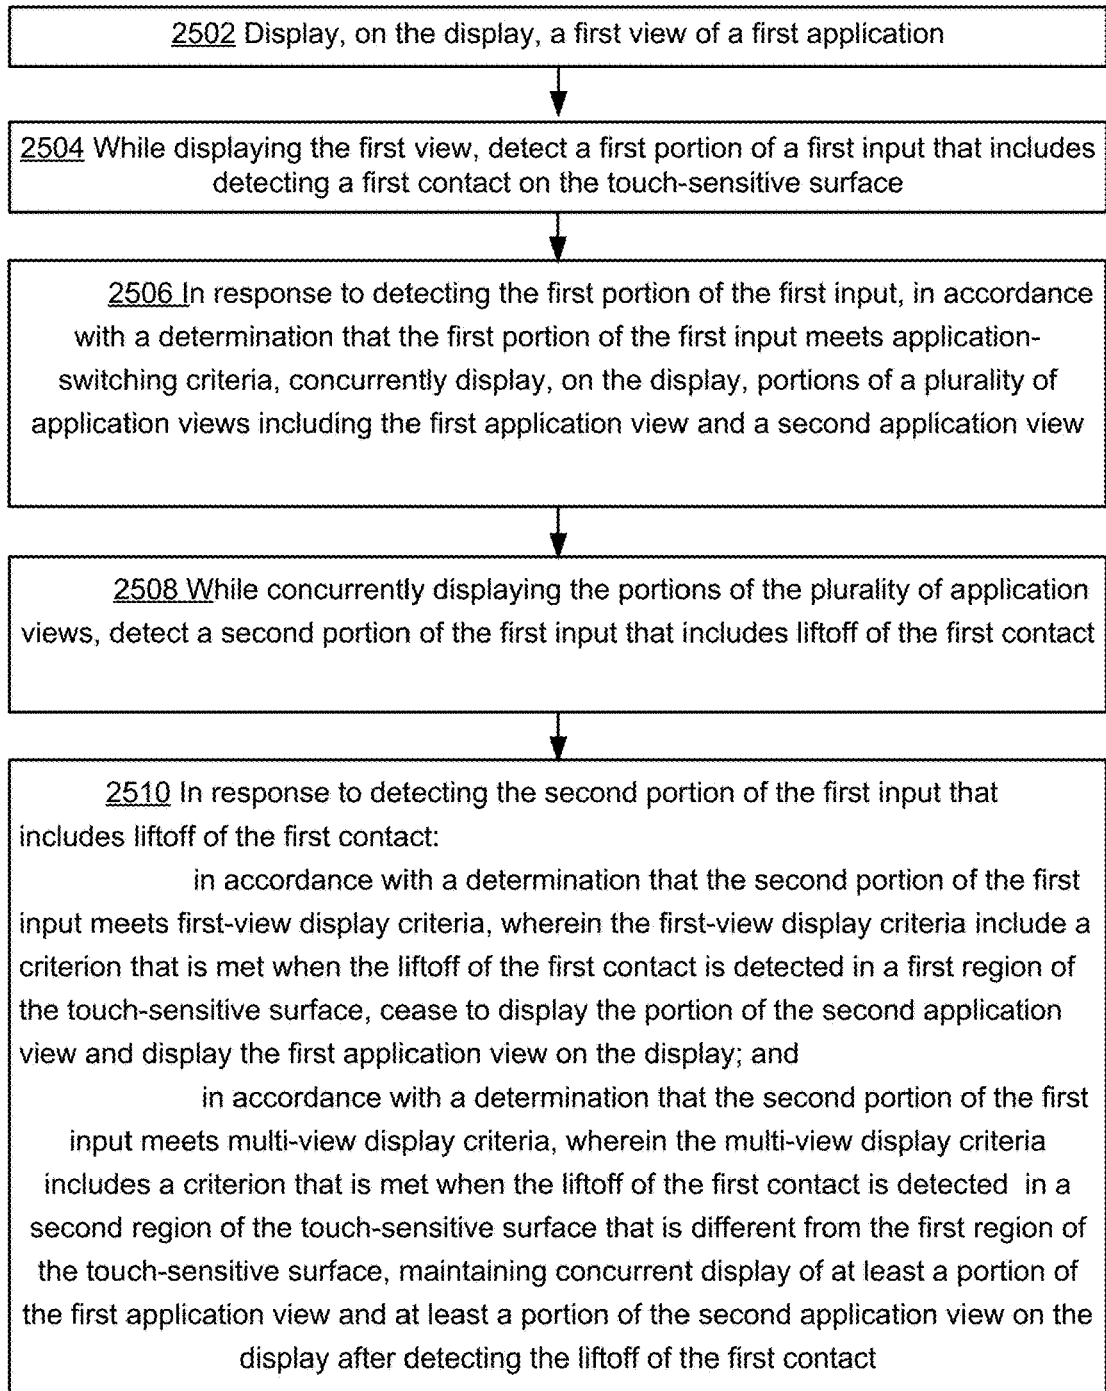 2502 Display, on the display, a first view of a first application
2504 While displaying the first view, detect a first portion of a first input that includes
detecting a first contact on the touch-sensitive surface
2506 In response to detecting the first portion of the first input, in accordance
with a determination that the first portion of the first input meets application-
switching criteria, concurrently display, on the display, portions of a plurality of
application views including the first application view and a second application view
2508 While concurrently displaying the portions of the plurality of application
views, detect a second portion of the first input that includes liftoff of the first contact
2510 In response to detecting the second portion of the first input that
includes liftoff of the first contact:
in accordance with a determination that the second portion of the first
input meets first-view display criteria, wherein the first-view display criteria include a
criterion that is met when the liftoff of the first contact is detected in a first region of
the touch-sensitive surface, cease to display the portion of the second application
view and display the first application view on the display; and
in accordance with a determination that the second portion of the first
input meets multi-view display criteria, wherein the multi-view display criteria
includes a criterion that is met when the liftoff of the first contact is detected in a
second region of the touch-sensitive surface that is different from the first region of
the touch-sensitive surface, maintaining concurrent display of at least a portion of
the first application view and at least a portion of the second application view on the
display after detecting the liftoff of the first contact